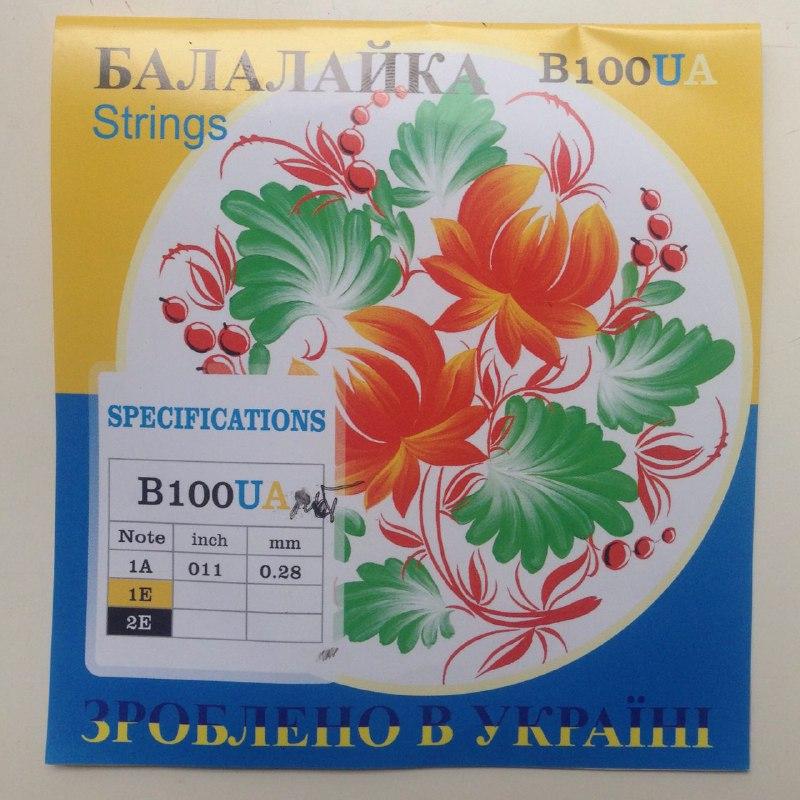 БАЛАЛАЙКА B100UA
Strings
SPECIFICATIONS
B100UA
Note inch mm
1A 011 0.28
1E
2E
ЗРОБЛЕНО В УКРАЇНІ